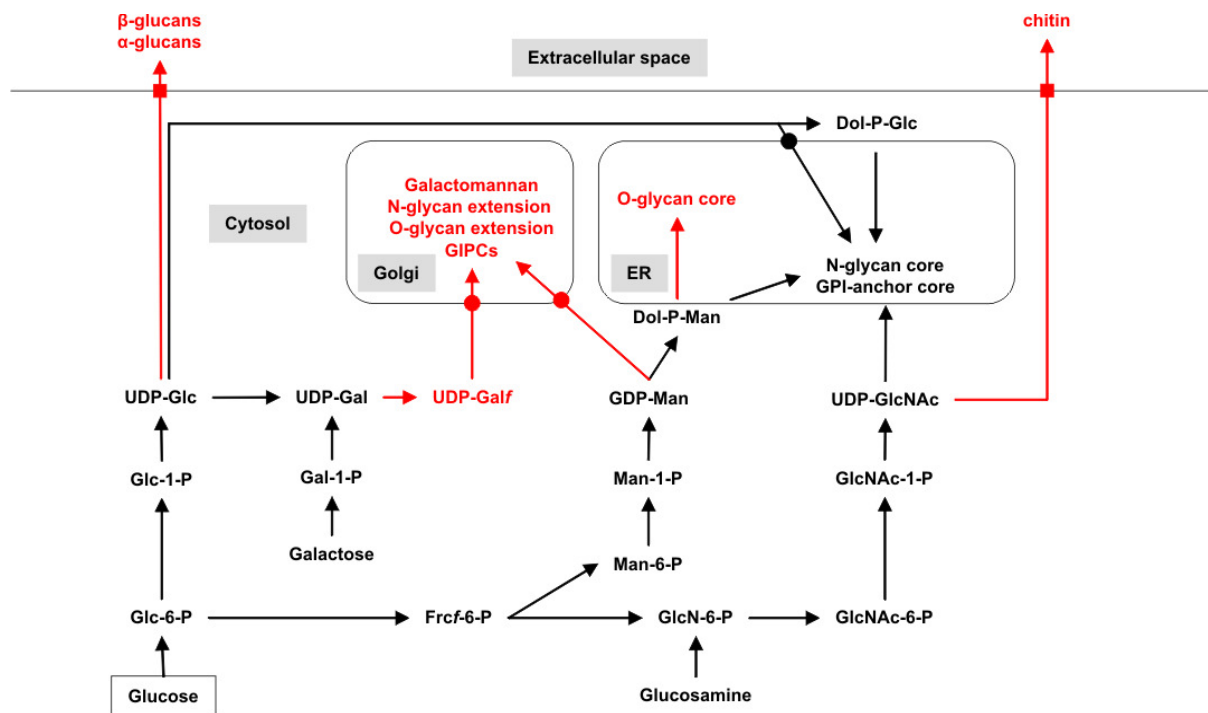 β-glucans
α-glucans
chitin
Extracellular space
Dol-P-Glc
Galactomannan
N-glycan extension
O-glycan extension
GIPCs
O-glycan core
Cytosol
Golgi
ER
N-glycan core
GPI-anchor core
Dol-P-Man
UDP-Glc
UDP-Gal
UDP-Galf
GDP-Man
UDP-GlcNAc
Glc-1-P
Gal-1-P
Man-1-P
GlcNAc-1-P
Galactose
Man-6-P
Glc-6-P
Frcf-6-P
GlcN-6-P
GlcNAc-6-P
Glucose
Glucosamine